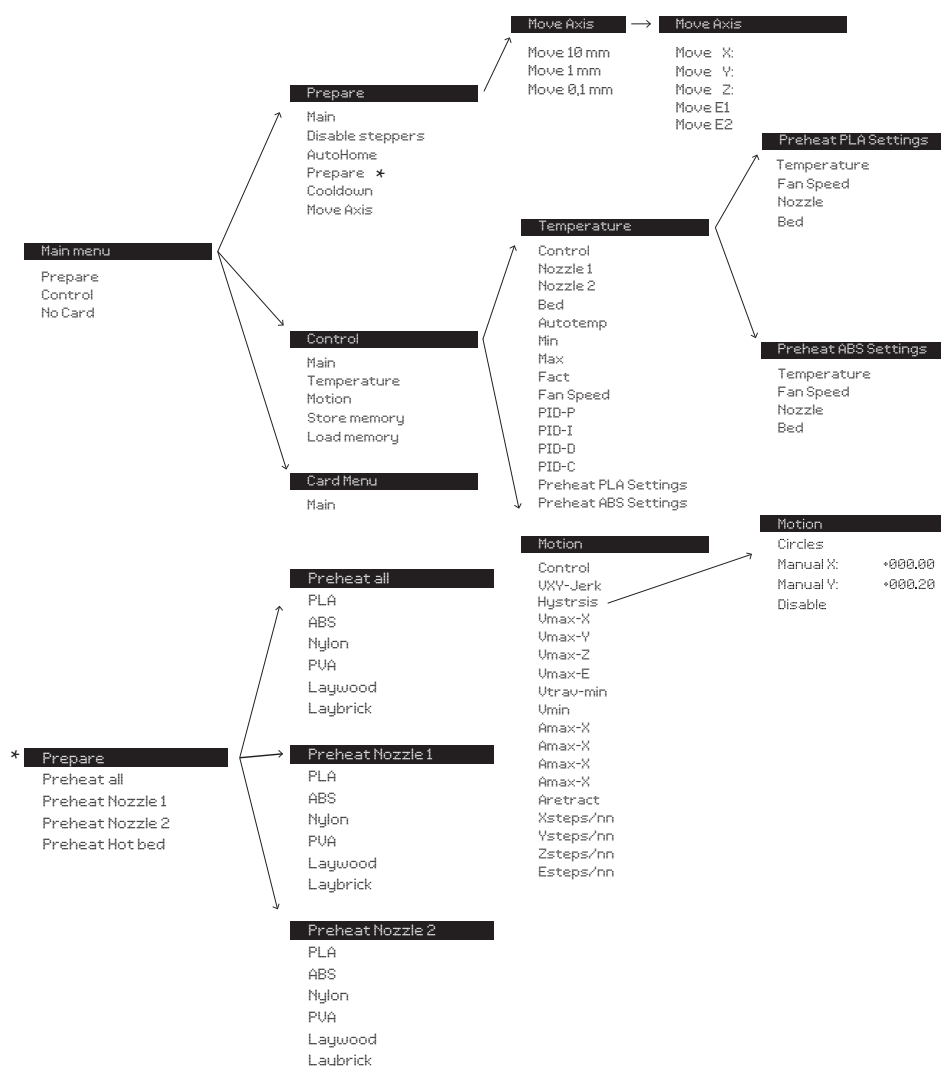 Move Axis
Move 10 mm
Move 1 mm
Move 0,1 mm
Move Axis
Move X:
Move Y:
Move Z:
Move E1
Move E2
Prepare
Main
Disable steppers
AutoHome
Prepare *
Cooldown
Move Axis
Preheat PLA Settings
Temperature
Fan Speed
Nozzle
Bed
Main menu
Prepare
Control
No Card
Temperature
Control
Nozzle 1
Nozzle 2
Bed
Autotemp
Min
Max
Fact
Fan Speed
PID-P
PID-I
PID-D
PID-C
Preheat PLA Settings
Preheat ABS Settings
Control
Main
Temperature
Motion
Store memory
Load memory
Preheat ABS Settings
Temperature
Fan Speed
Nozzle
Bed
Card Menu
Main
Motion
Control
VXY-Jerk
Hystrsis
Vmax-X
Vmax-Y
Vmax-Z
Vmax-E
Vtrav-min
Vmin
Amax-X
Amax-X
Amax-X
Amax-X
Aretract
Xsteps/nn
Ysteps/nn
Zsteps/nn
Esteps/nn
Motion
Circles
Manual X: +000.00
Manual Y: +000.20
Disable
* Prepare
Preheat all
Preheat Nozzle 1
Preheat Nozzle 2
Preheat Hot bed
Preheat all
PLA
ABS
Nylon
PVA
Laywood
Laybrick
Preheat Nozzle 1
PLA
ABS
Nylon
PVA
Laywood
Laybrick
Preheat Nozzle 2
PLA
ABS
Nylon
PVA
Laywood
Laybrick